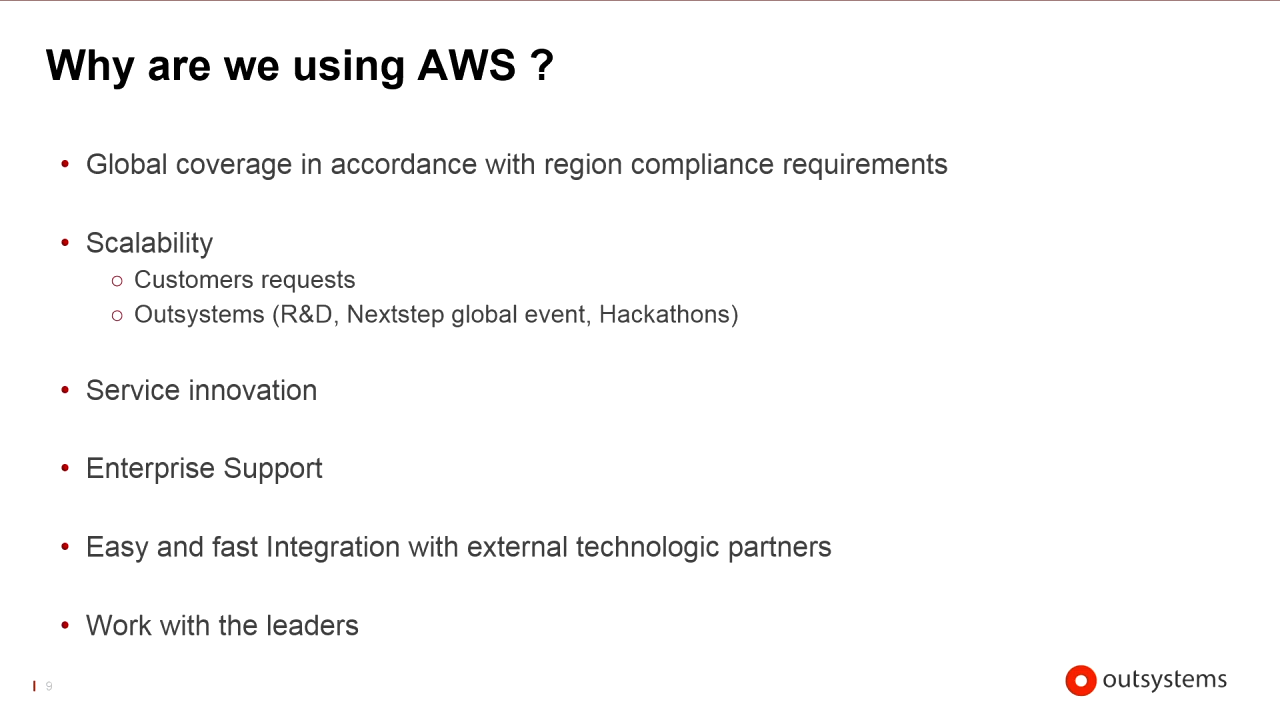 Why are we using AWS ?
• Global coverage in accordance with region compliance requirements
• Scalability
○ Customers requests
○ Outsystems (R&D, Nextstep global event, Hackathons)
• Service innovation
• Enterprise Support
• Easy and fast Integration with external technologic partners
• Work with the leaders
9
outsystems